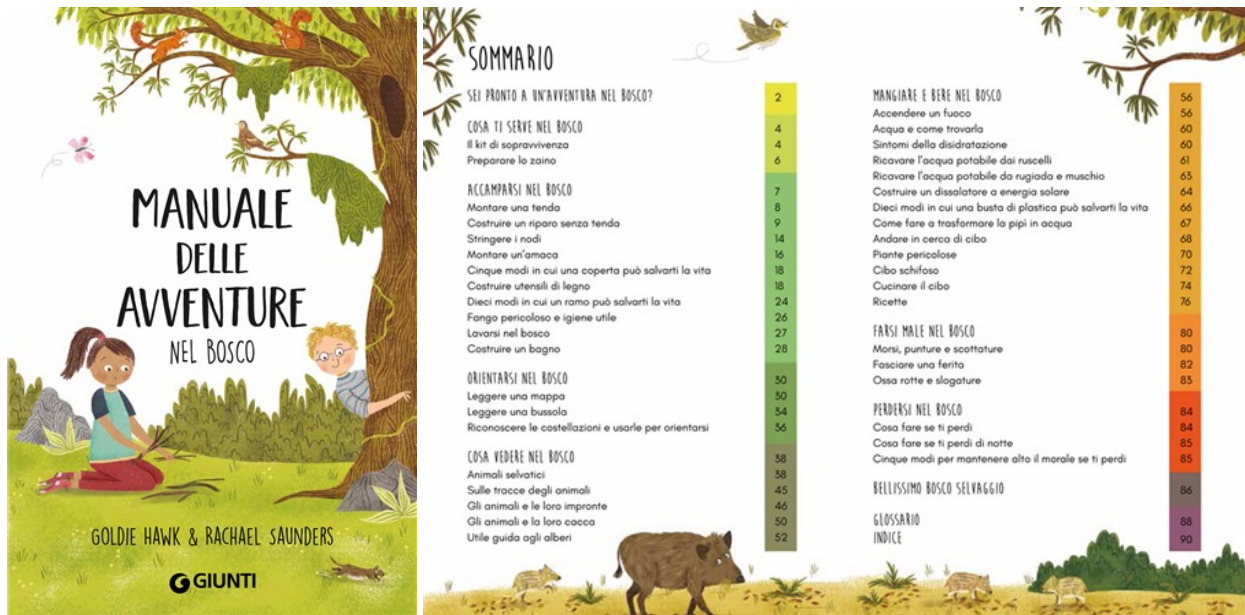 MANUALE
DELLE
AVVENTURE
NEL BOSCO
GOLDIE HAWK & RACHAEL SAUNDERS
GIUNTI
SOMMARIO
SEI PRONTO A UN'AVVENTURA NEL BOSCO? 2
COSA TI SERVE NEL BOSCO 4
Il kit di sopravvivenza 4
Preparare lo zaino 6
ACCAMPARSI NEL BOSCO 7
Montare una tenda 8
Costruire un riparo senza tenda 9
Stringere i nodi 14
Montare un'amaca 16
Cinque modi in cui una coperta può salvarti la vita 18
Costruire utensili di legno 18
Dieci modi in cui un ramo può salvarti la vita 24
Fango pericoloso e igiene utile 26
Lavarsi nel bosco 27
Costruire un bagno 28
ORIENTARSI NEL BOSCO 30
Leggere una mappa 30
Leggere una bussola 34
Riconoscere le costellazioni e usarle per orientarsi 36
COSA VEDERE NEL BOSCO 38
Animali selvatici 38
Sulle tracce degli animali 45
Gli animali e le loro impronte 46
Gli animali e la loro cacca 50
Utile guida agli alberi 52
MANGIARE E BERE NEL BOSCO 56
Accendere un fuoco 56
Acqua e come trovarla 60
Sintomi della disidratazione 60
Ricavare l'acqua potabile dai ruscelli 61
Ricavare l'acqua potabile da rugiada e muschio 63
Costruire un dissalatore a energia solare 64
Dieci modi in cui una busta di plastica può salvarti la vita 66
Come fare a trasformare la pipì in acqua 67
Andare in cerca di cibo 68
Piante pericolose 70
Cibo schifoso 72
Cucinare il cibo 74
Ricette 76
FARSI MALE NEL BOSCO 80
Morsi, punture e scottature 80
Fasciare una ferita 82
Ossa rotte e slogature 83
PERDERSI NEL BOSCO 84
Cosa fare se ti perdi 84
Cosa fare se ti perdi di notte 85
Cinque modi per mantenere alto il morale se ti perdi 85
BELLISSIMO BOSCO SELVAGGIO 86
GLOSSARIO 88
INDICE 90